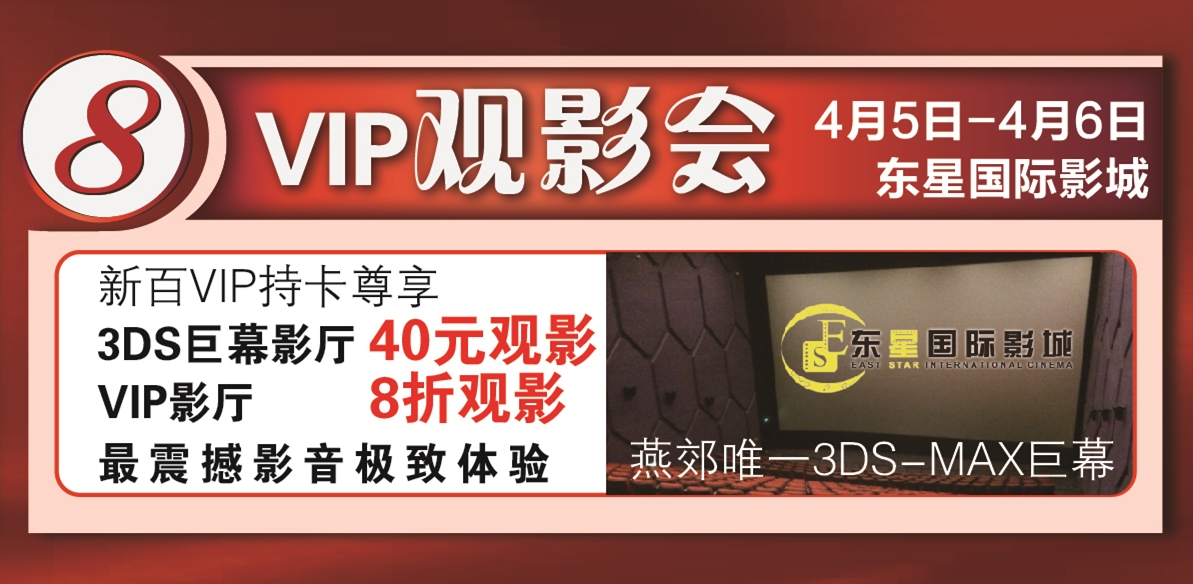 8
VIP观影会
4月5日-4月6日
东星国际影城
新百VIP持卡尊享
3DS巨幕影厅 40元观影
VIP影厅 8折观影
最震撼影音极致体验
ES
东星国际影城
EAST STAR INTERNATIONAL CINEMA
燕郊唯一3DS-MAX巨幕